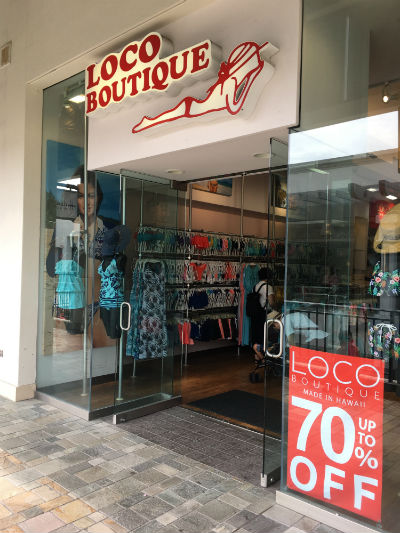 LOCO
BOUTIQUE
LOCO
BOUTIQUE
MADE IN HAWAII
70 UP TO %
OFF